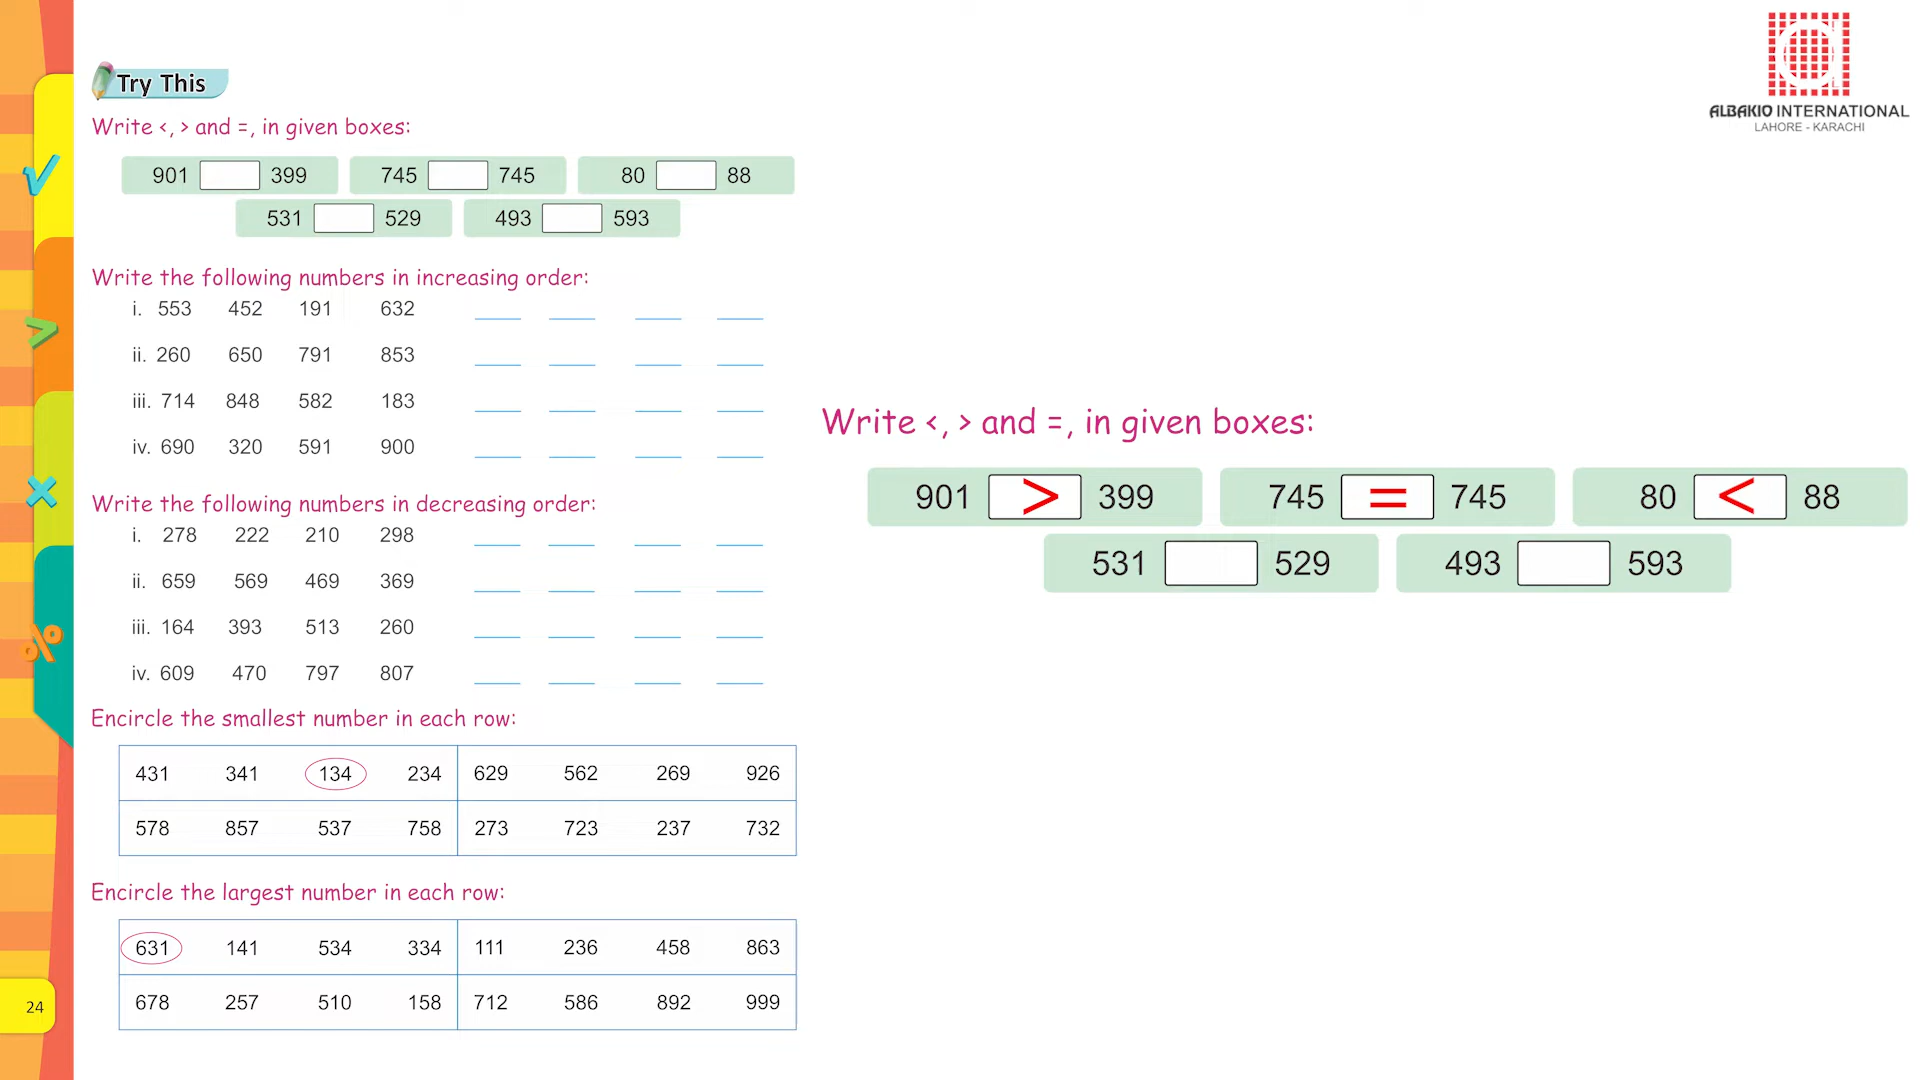 Try This
Write <, > and =, in given boxes:
901 399 745 745 80 88
531 529 493 593
Write the following numbers in increasing order:
i. 553 452 191 632
ii. 260 650 791 853
iii. 714 848 582 183
iv. 690 320 591 900
Write the following numbers in decreasing order:
i. 278 222 210 298
ii. 659 569 469 369
iii. 164 393 513 260
iv. 609 470 797 807
Encircle the smallest number in each row:
431 341 134 234 629 562 269 926
578 857 537 758 273 723 237 732
Encircle the largest number in each row:
631 141 534 334 111 236 458 863
678 257 510 158 712 586 892 999
24
ALBAKIO INTERNATIONAL
LAHORE - KARACHI
Write <, > and =, in given boxes:
901 > 399 745 = 745 80 < 88
531 529 493 593